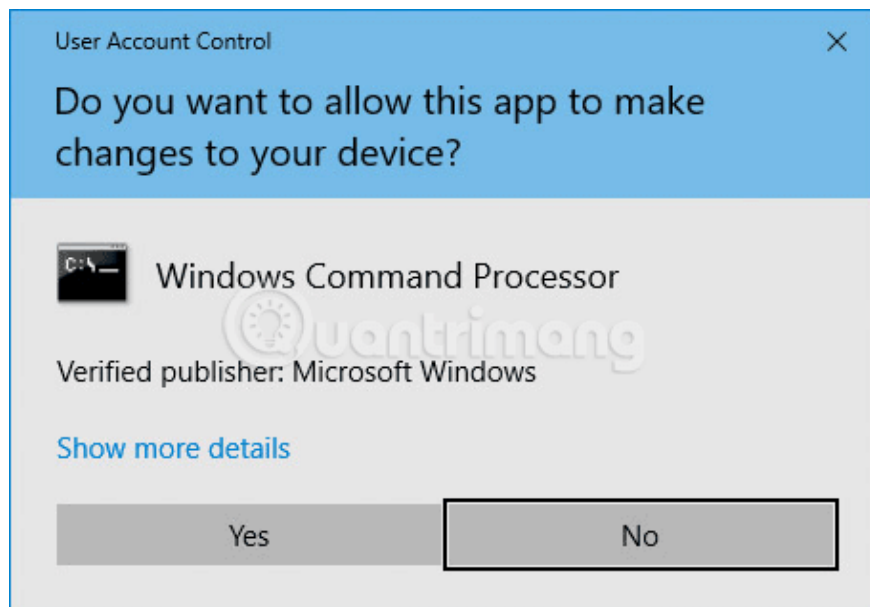 User Account Control
Do you want to allow this app to make
changes to your device?
C:\_
Windows Command Processor
Quantrimang
Verified publisher: Microsoft Windows
Show more details
Yes
No